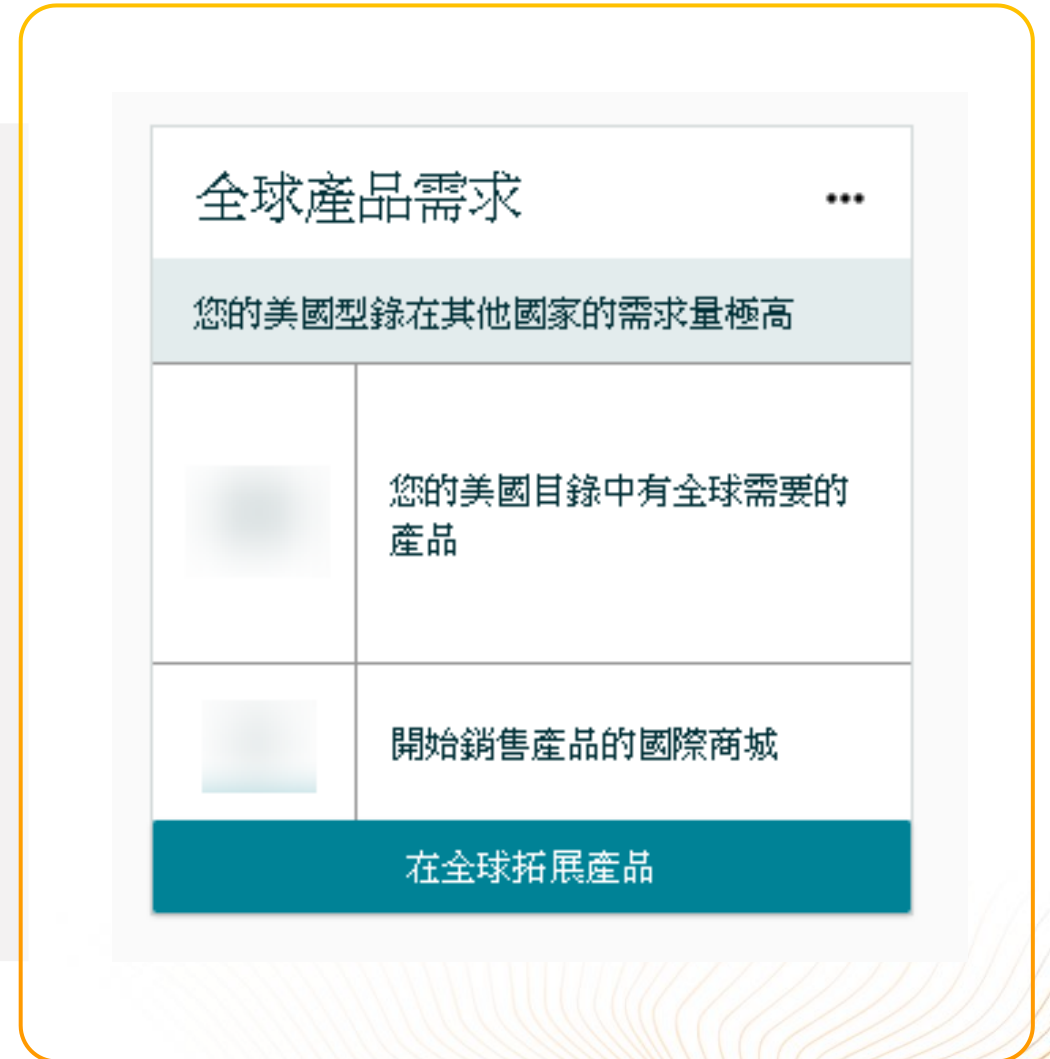 全球產品需求
您的美國型錄在其他國家的需求量極高
您的美國目錄中有全球需要的
產品
開始銷售產品的國際商城
在全球拓展產品